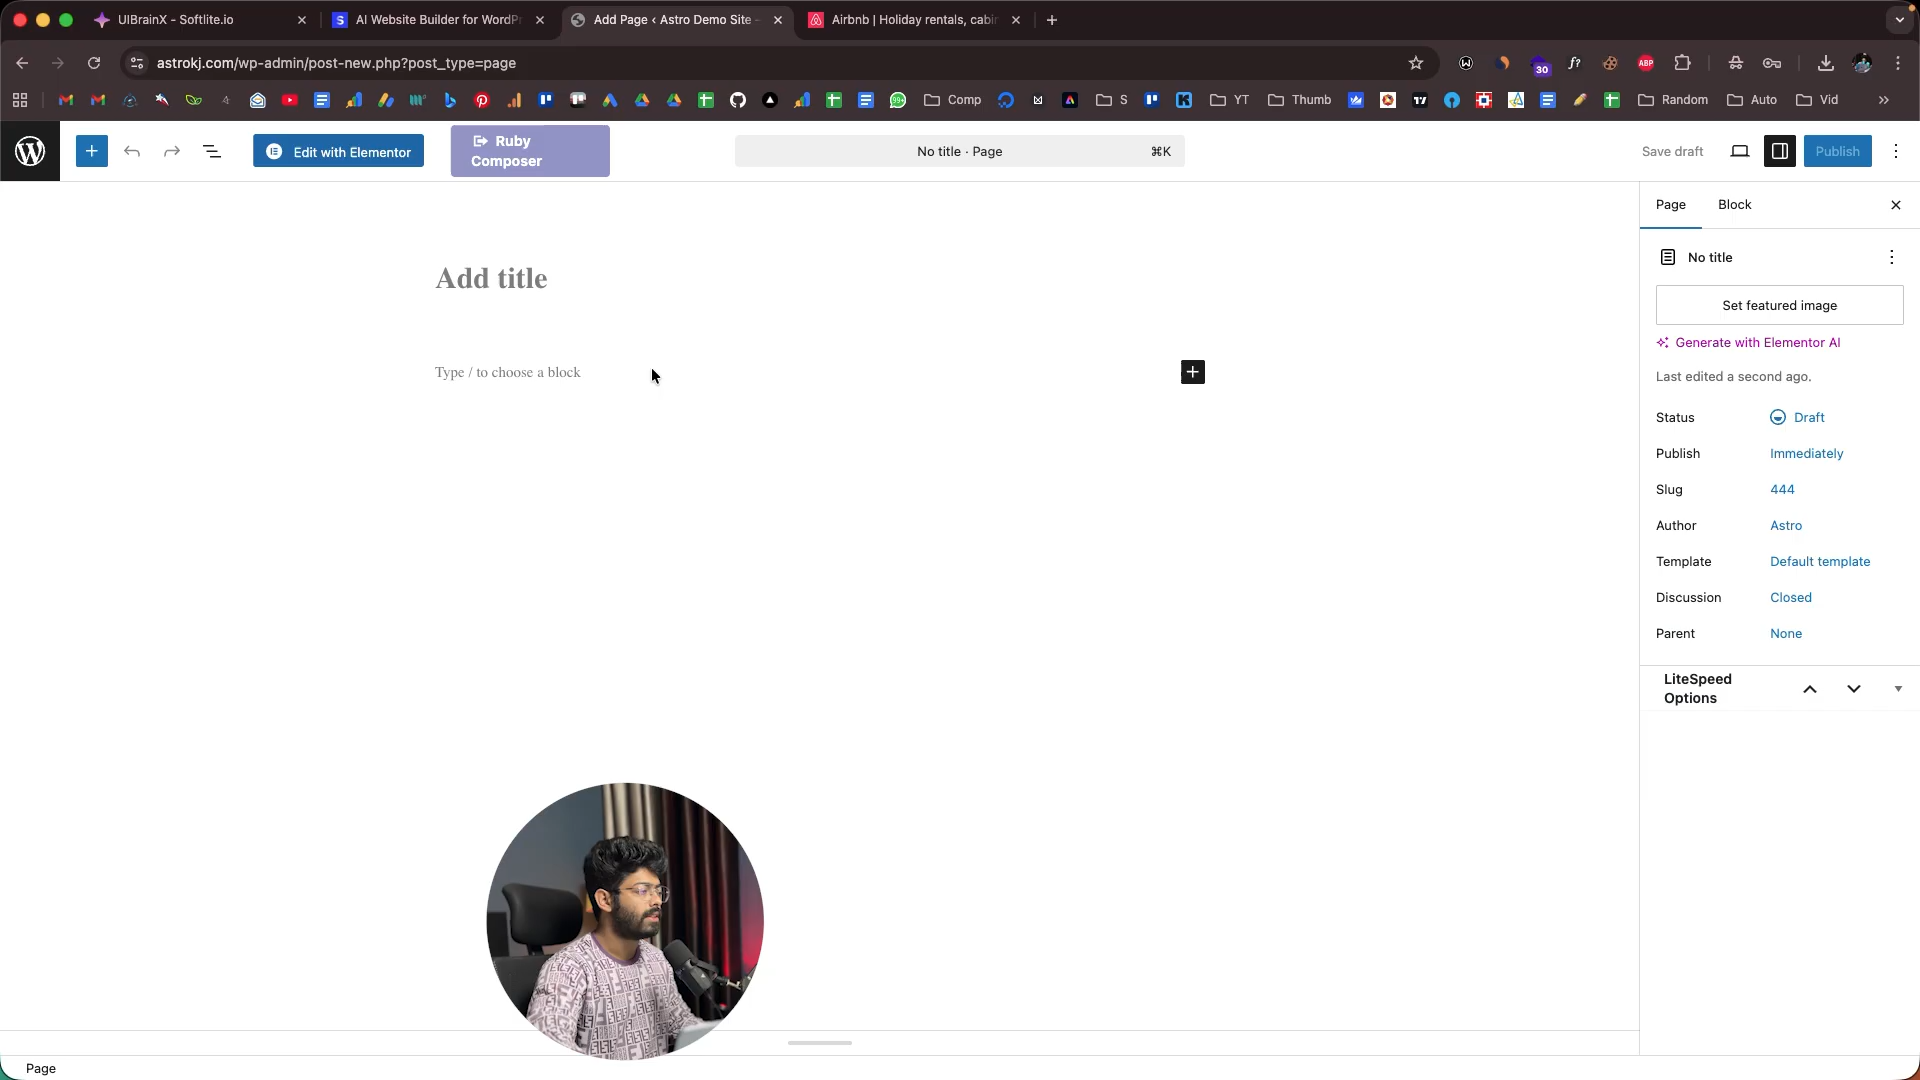 UIBrainX - Softlite.io
AI Website Builder for WordPr
Add Page ‹ Astro Demo Site -
Airbnb | Holiday rentals, cabi
astrokj.com/wp-admin/post-new.php?post_type=page
30
f?
ABP
99+
Comp
S
YT
Thumb
Random
Auto
Vid
Edit with Elementor
Ruby
Composer
No title · Page
⌘K
Save draft
Publish
Page
Block
No title
Set featured image
Generate with Elementor AI
Last edited a second ago.
Status
Draft
Publish
Immediately
Slug
444
Author
Astro
Template
Default template
Discussion
Closed
Parent
None
LiteSpeed
Options
Add title
Type / to choose a block
Page